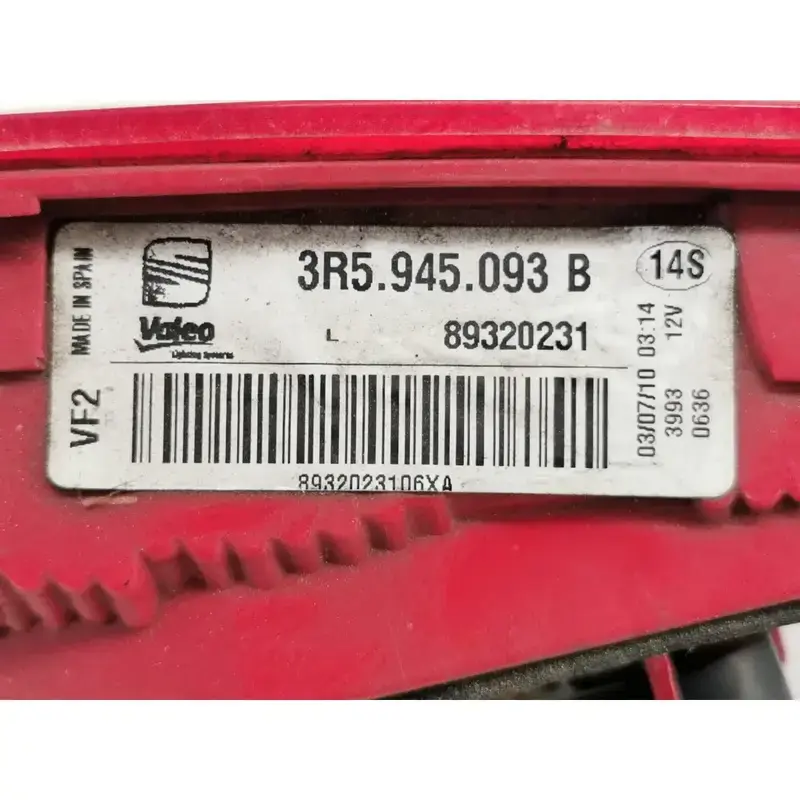 MADE IN SPAIN
VF2
3R5.945.093 B
14S
Valeo
Lighting Systems
L
89320231
8932023106XA
03/07/10 03:14
3993 12V
0636